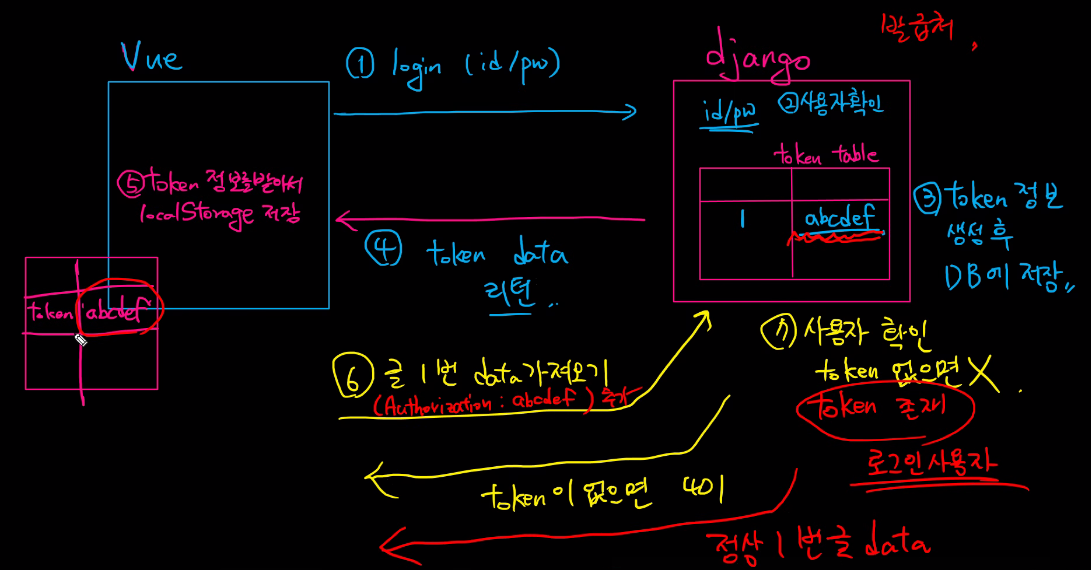 Vue
① login (id/pw)
django
발급처,
id/pw ②사용자확인
token table
1 abcdef
③ token 정보
생성 후
DB에 저장,,
⑤ token 정보를받아서
localStorage 저장
④ token data
리턴..
token 'abcdef'
⑥ 글 1번 data가져오기
(Authorization : abcdef) 추가
⑦ 사용자 확인
token 없으면 X.
token 존재
로그인사용자
token이 없으면 401
정상 1번글 data